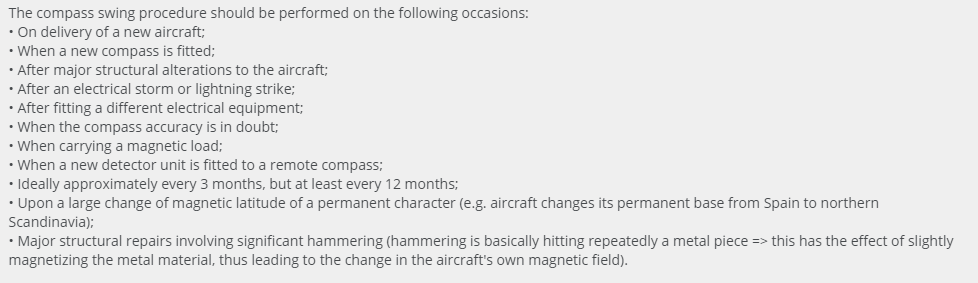 The compass swing procedure should be performed on the following occasions:
• On delivery of a new aircraft;
• When a new compass is fitted;
• After major structural alterations to the aircraft;
• After an electrical storm or lightning strike;
• After fitting a different electrical equipment;
• When the compass accuracy is in doubt;
• When carrying a magnetic load;
• When a new detector unit is fitted to a remote compass;
• Ideally approximately every 3 months, but at least every 12 months;
• Upon a large change of magnetic latitude of a permanent character (e.g. aircraft changes its permanent base from Spain to northern
Scandinavia);
• Major structural repairs involving significant hammering (hammering is basically hitting repeatedly a metal piece => this has the effect of slightly
magnetizing the metal material, thus leading to the change in the aircraft's own magnetic field).